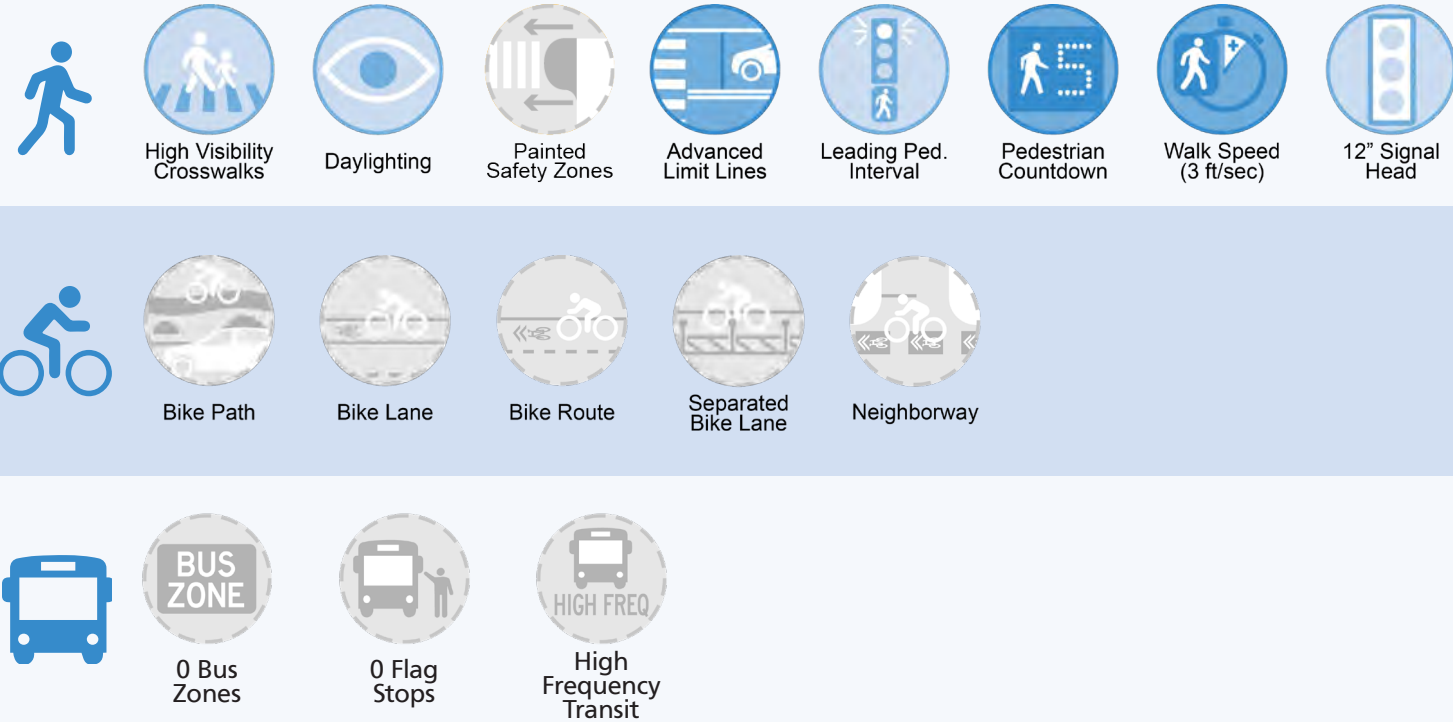 5
High Visibility
Crosswalks
Daylighting
Painted
Safety Zones
Advanced
Limit Lines
Leading Ped.
Interval
Pedestrian
Countdown
Walk Speed
(3 ft/sec)
12” Signal
Head
Bike Path
Bike Lane
Bike Route
Separated
Bike Lane
Neighborway
BUS
ZONE
HIGH FREQ
0 Bus
Zones
0 Flag
Stops
High
Frequency
Transit